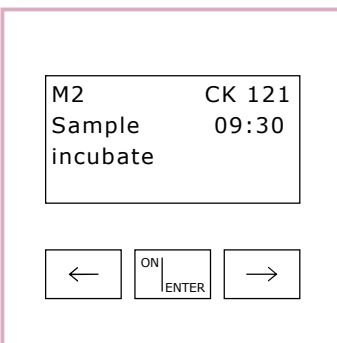 M2 CK 121
Sample 09:30
incubate
← ON ENTER →